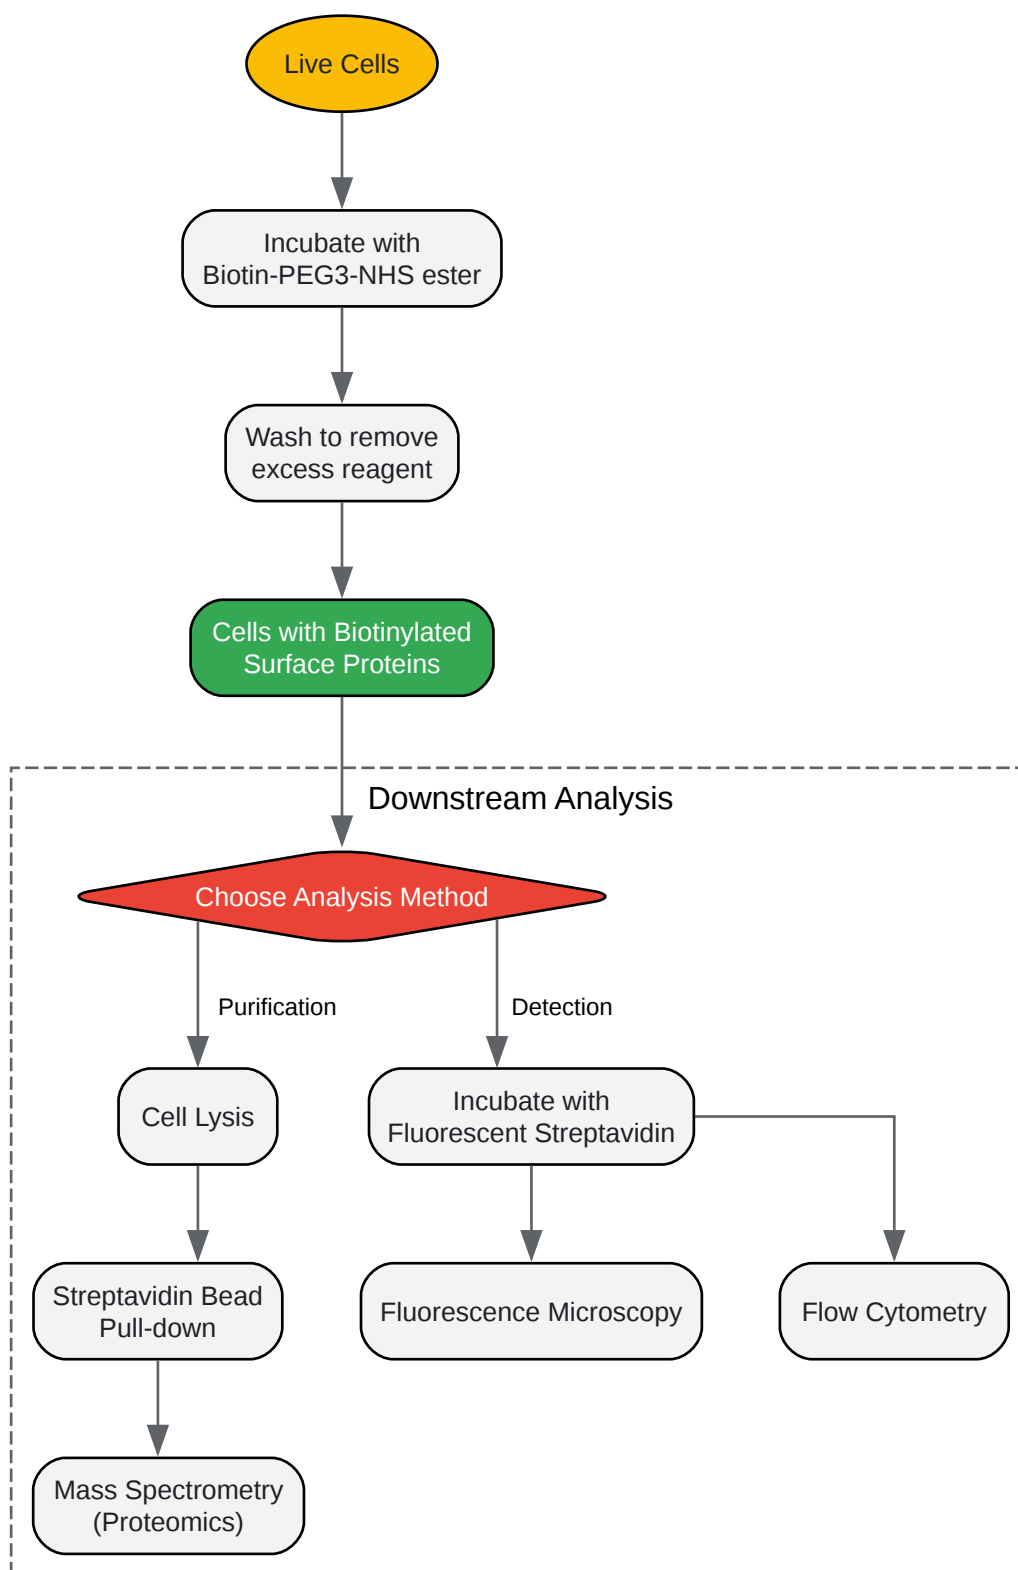 Live Cells
Incubate with
Biotin-PEG3-NHS ester
Wash to remove
excess reagent
Cells with Biotinylated
Surface Proteins
Downstream Analysis
Choose Analysis Method
Purification
Detection
Cell Lysis
Incubate with
Fluorescent Streptavidin
Streptavidin Bead
Pull-down
Fluorescence Microscopy
Flow Cytometry
Mass Spectrometry
(Proteomics)